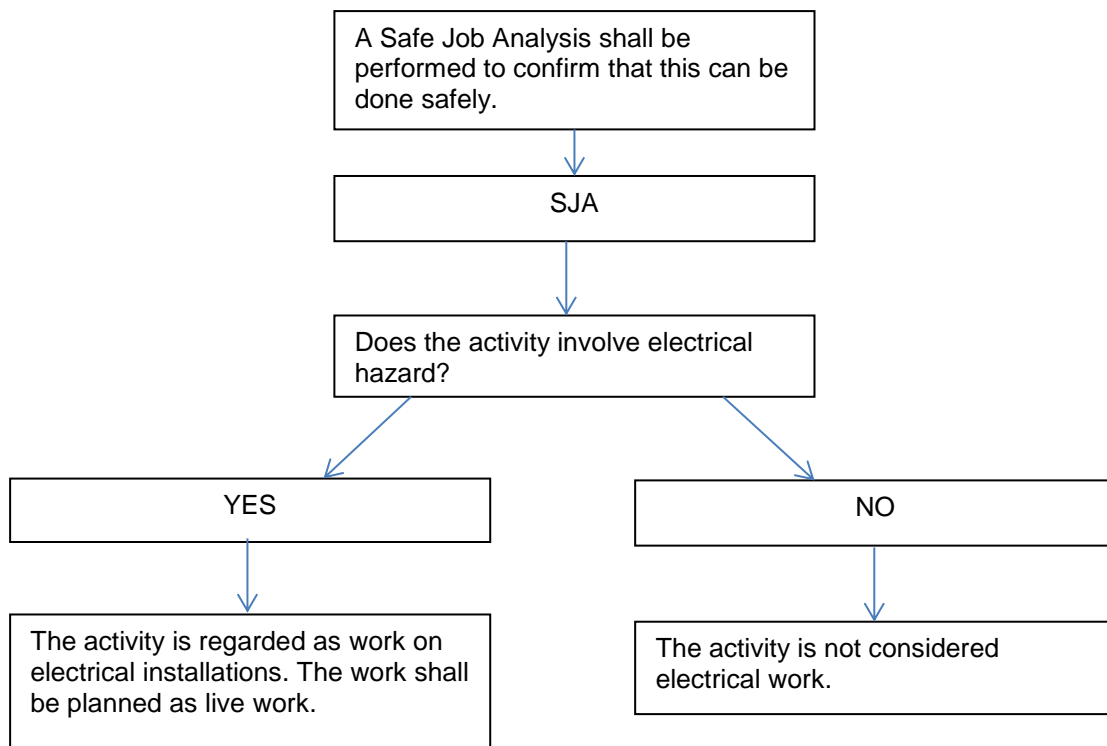 A Safe Job Analysis shall be
performed to confirm that this can be
done safely.
SJA
Does the activity involve electrical
hazard?
YES
NO
The activity is regarded as work on
electrical installations. The work shall
be planned as live work.
The activity is not considered
electrical work.